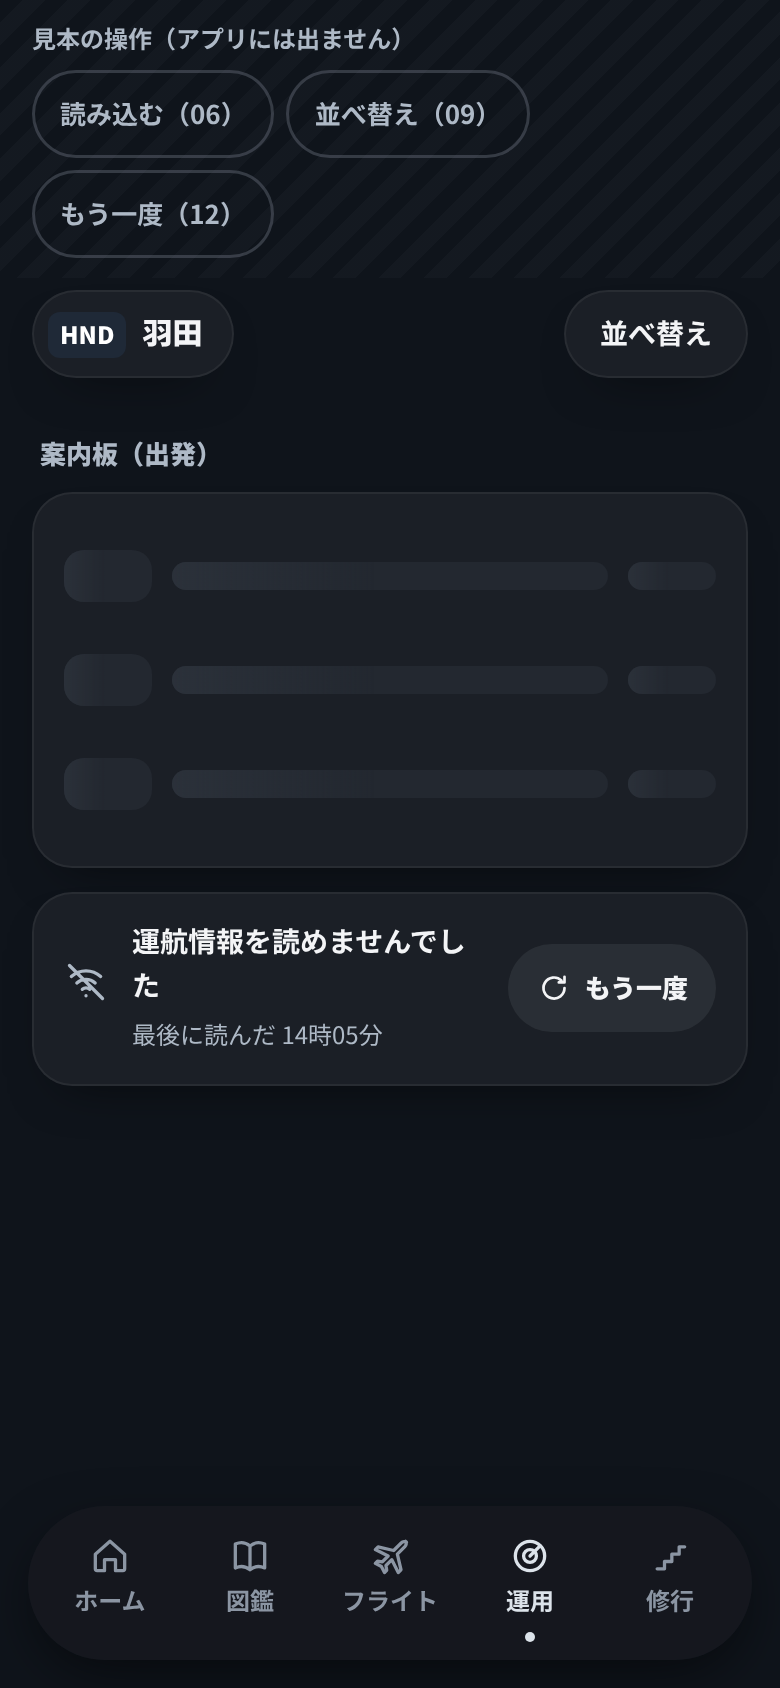 見本の操作（アプリには出ません）
読み込む（06）
並べ替え（09）
もう一度（12）
HND 羽田
並べ替え
案内板（出発）
運航情報を読めませんでし
た
最後に読んだ 14時05分
もう一度
ホーム
図鑑
フライト
運用
修行